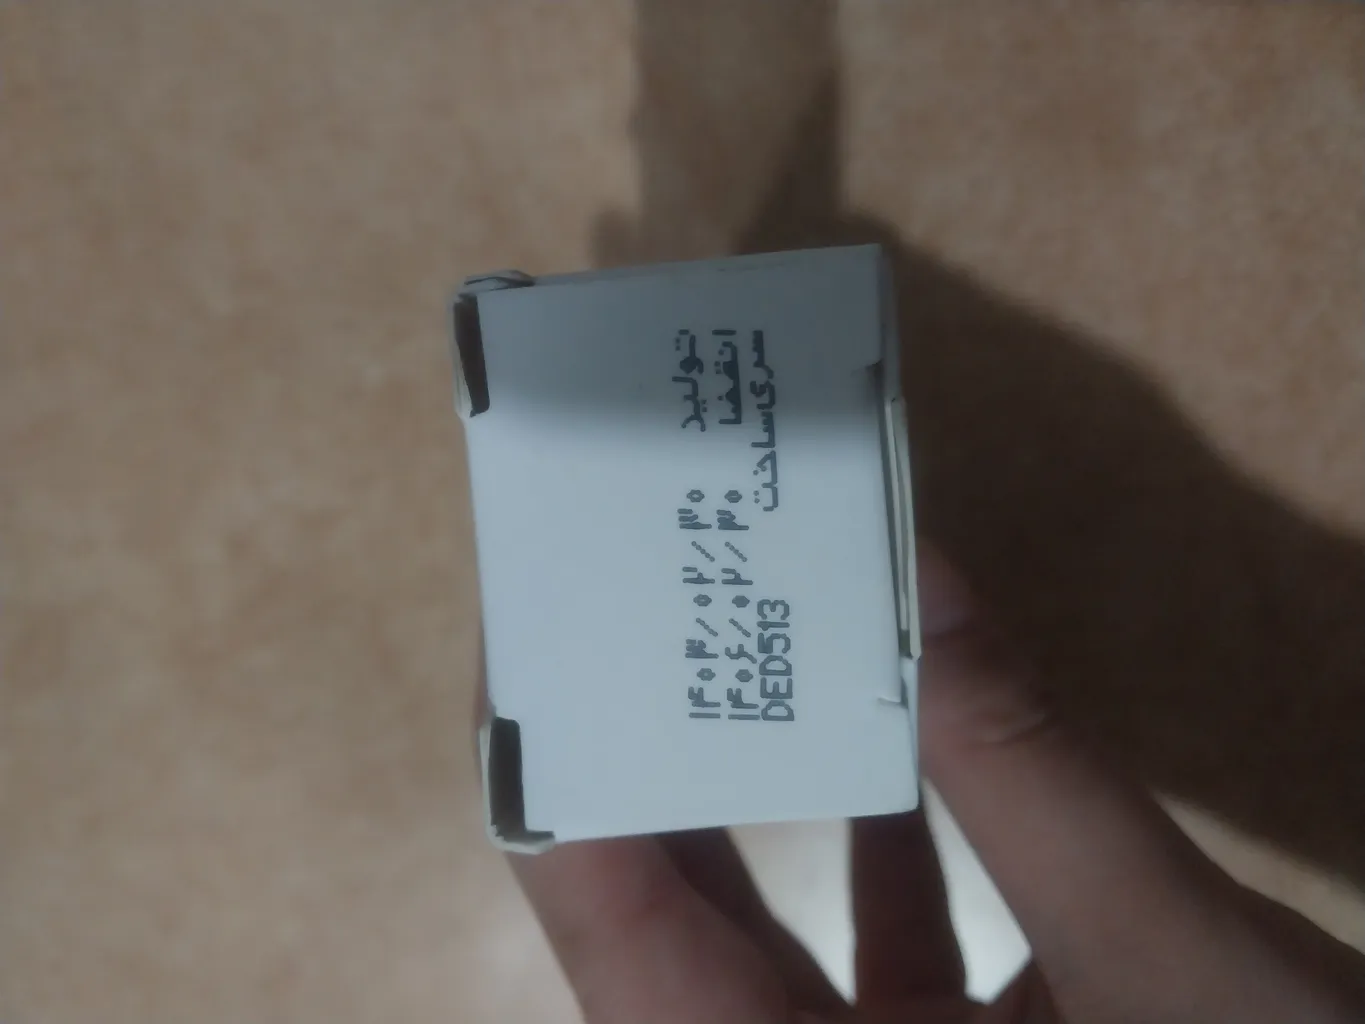 تولید ۱۴۰۳/۰۲/۳۰
انقضا ۱۴۰۶/۰۲/۳۰
سری‌ساخت DED513